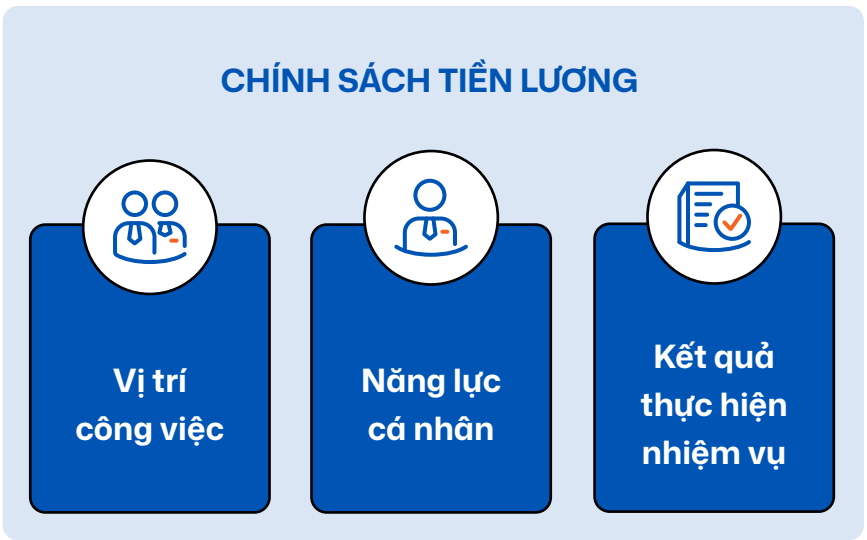 CHÍNH SÁCH TIỀN LƯƠNG
Vị trí
công việc
Năng lực
cá nhân
Kết quả
thực hiện
nhiệm vụ